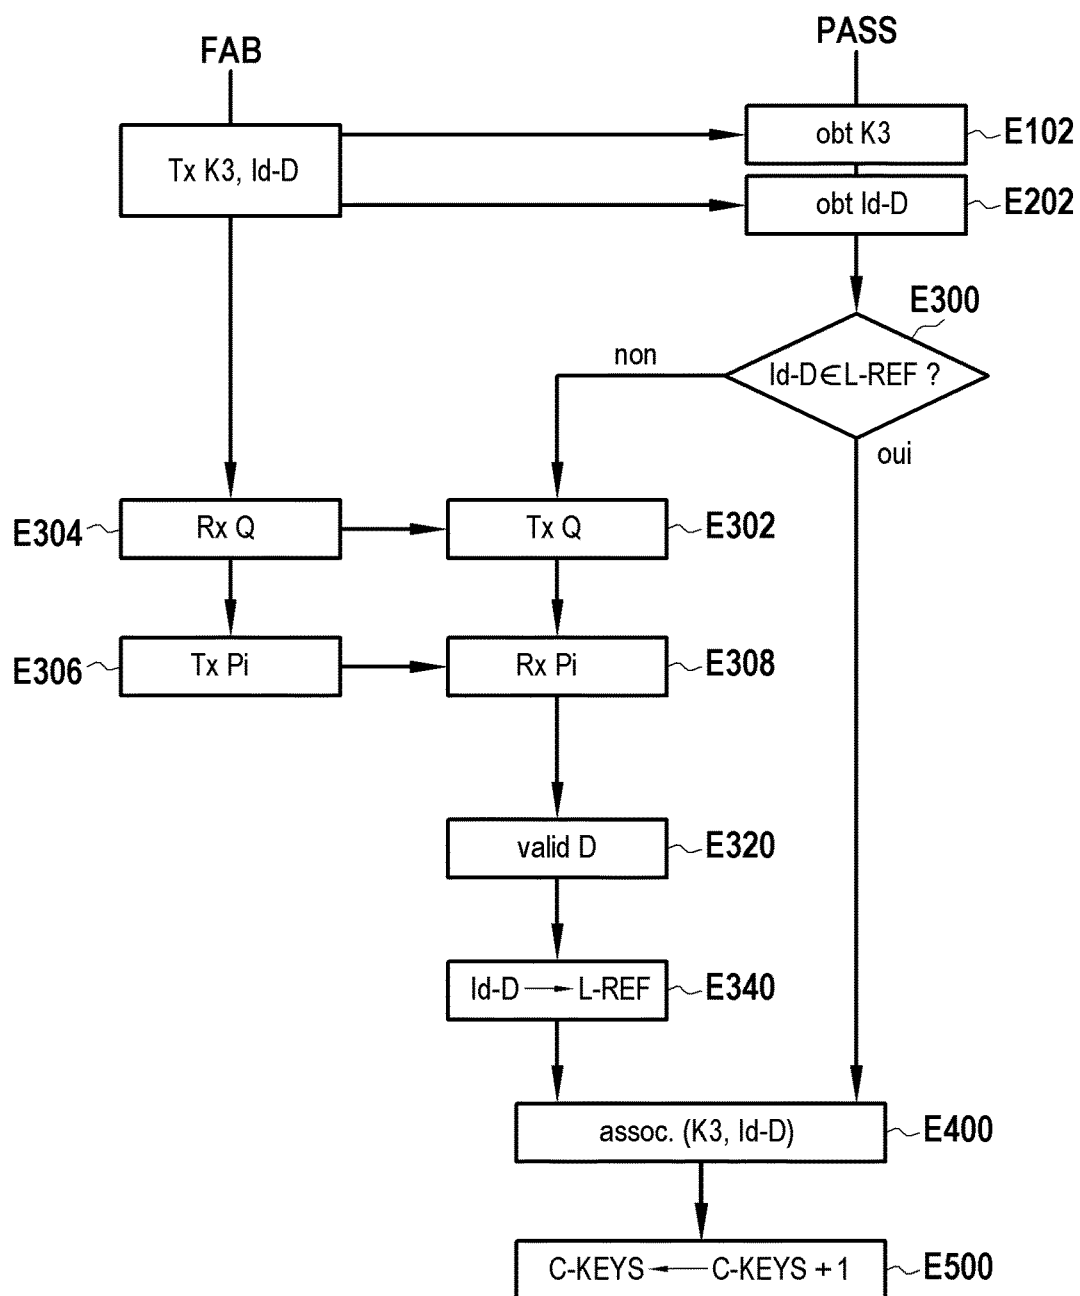 FAB
PASS
Tx K3, Id-D
obt K3
E102
obt Id-D
E202
E300
Id-D∈L-REF ?
non
oui
E304
Rx Q
Tx Q
E302
E306
Tx Pi
Rx Pi
E308
valid D
E320
Id-D → L-REF
E340
assoc. (K3, Id-D)
E400
C-KEYS ← C-KEYS + 1
E500